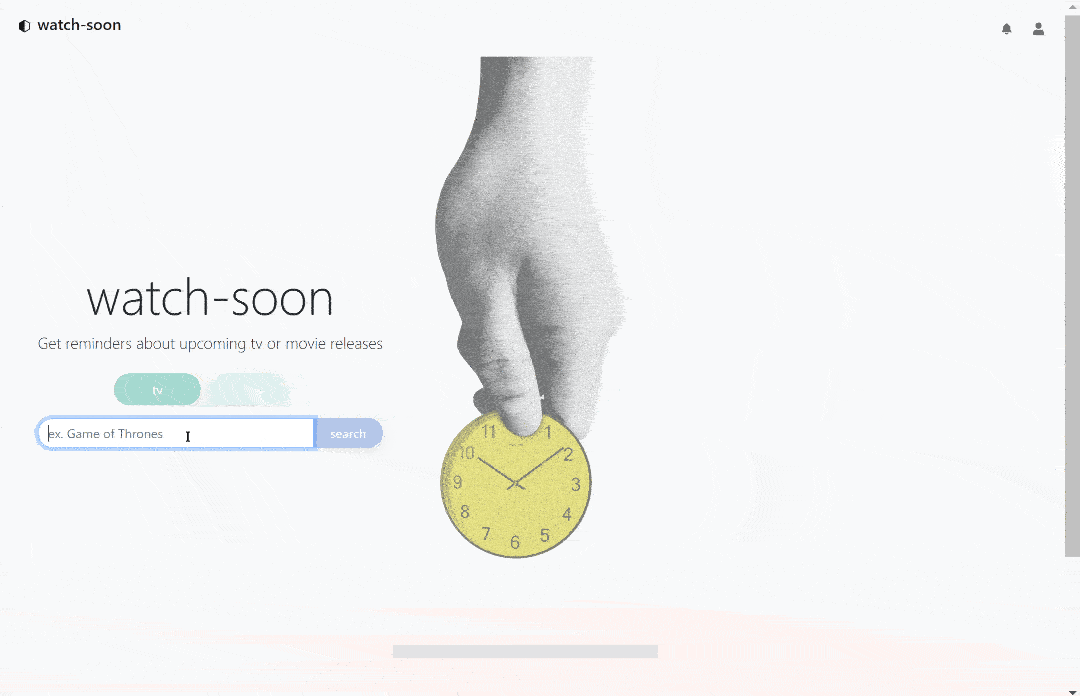 watch-soon
watch-soon
Get reminders about upcoming tv or movie releases
tv
ex. Game of Thrones
search
11
1
10
2
9
3
8
4
7
5
6